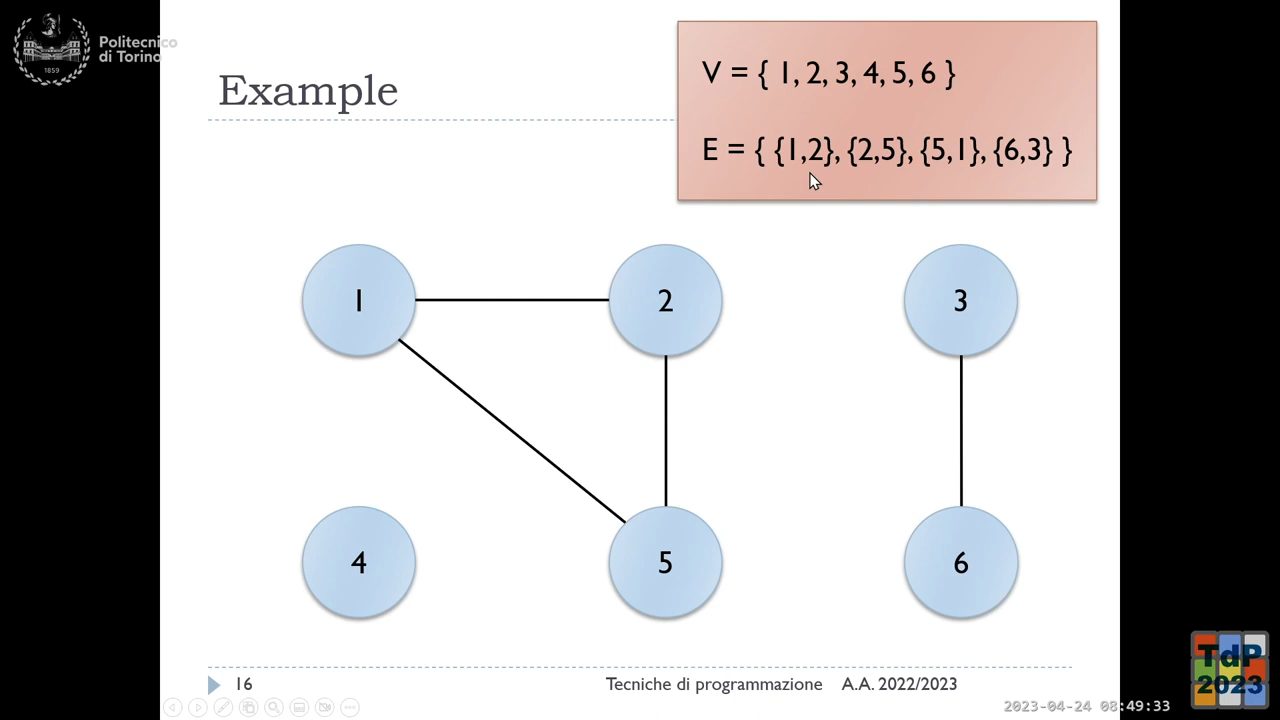 Politecnico
di Torino
1859
Example
V = { 1, 2, 3, 4, 5, 6 }
E = { {1,2}, {2,5}, {5,1}, {6,3} }
1
2
3
4
5
6
16
Tecniche di programmazione A.A. 2022/2023
TdP
2023
2023-04-24 08:49:33